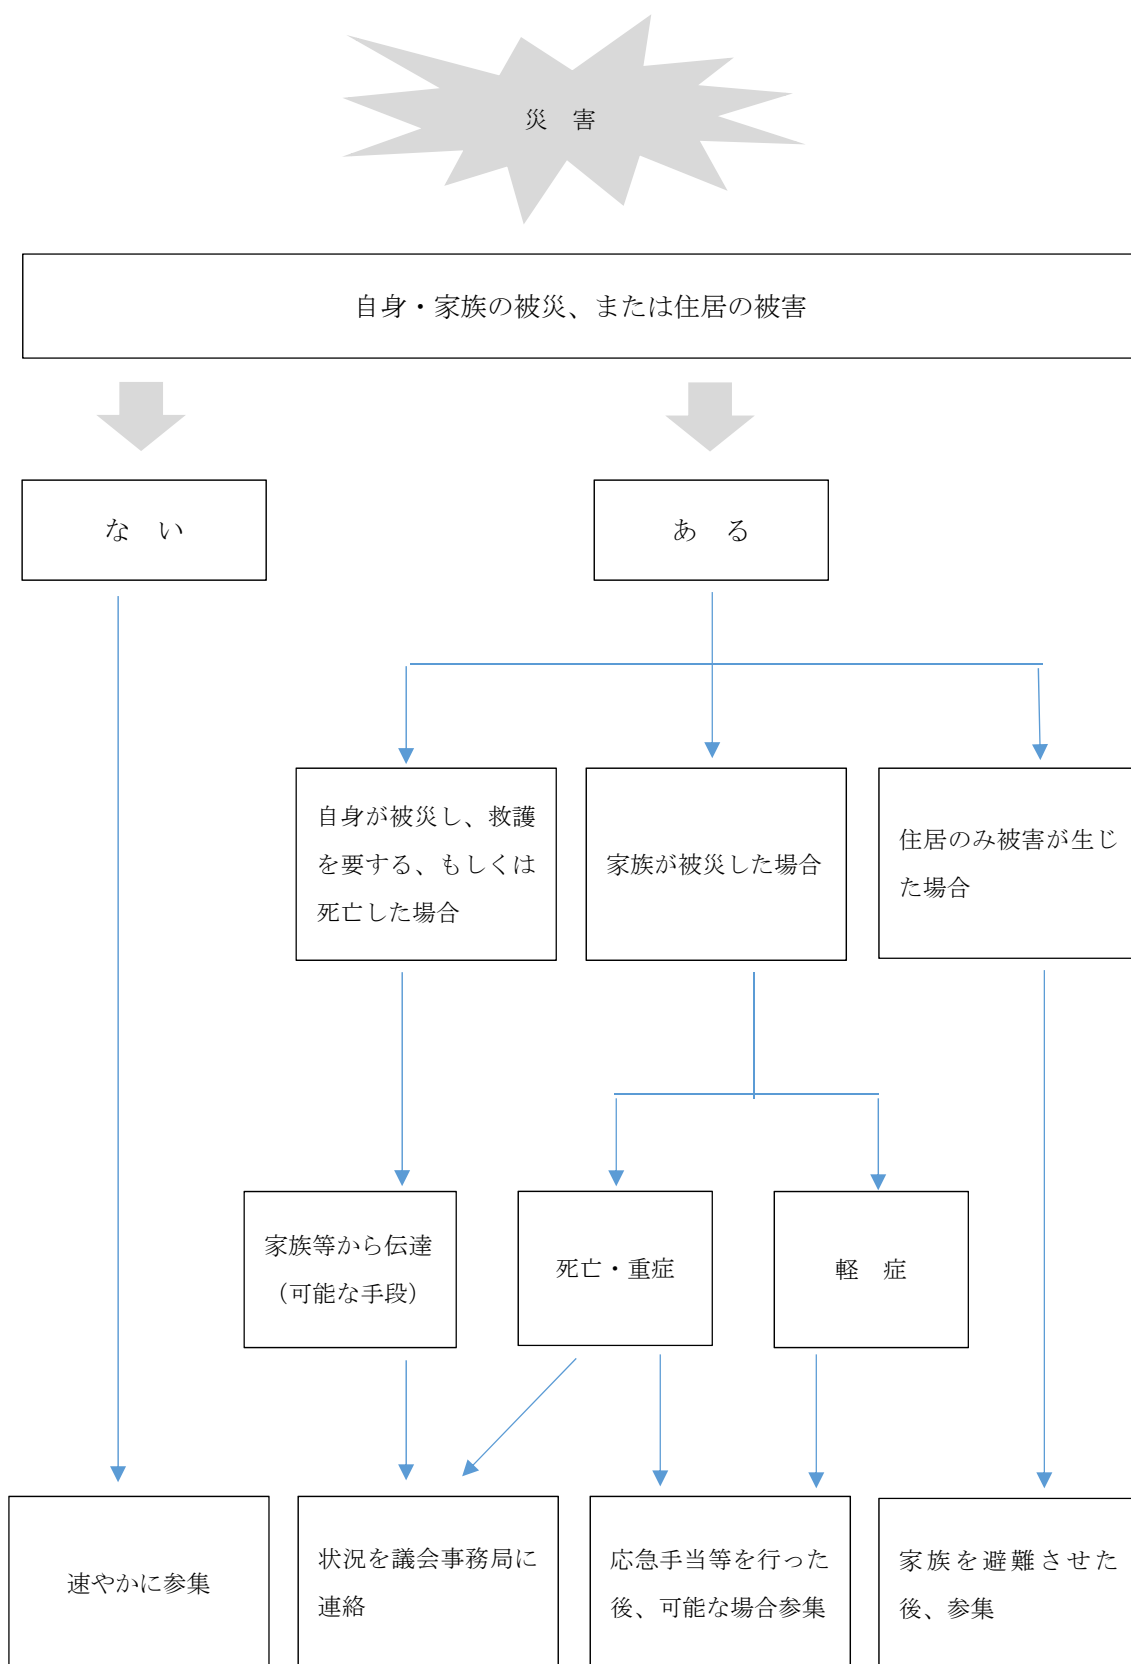 災　害
自身・家族の被災、または住居の被害
な　い
あ　る
自身が被災し、救護
を要する、もしくは
死亡した場合
家族が被災した場合
住居のみ被害が生じ
た場合
家族等から伝達
（可能な手段）
死亡・重症
軽　症
速やかに参集
状況を議会事務局に
連絡
応急手当等を行った
後、可能な場合参集
家族を避難させた
後、参集